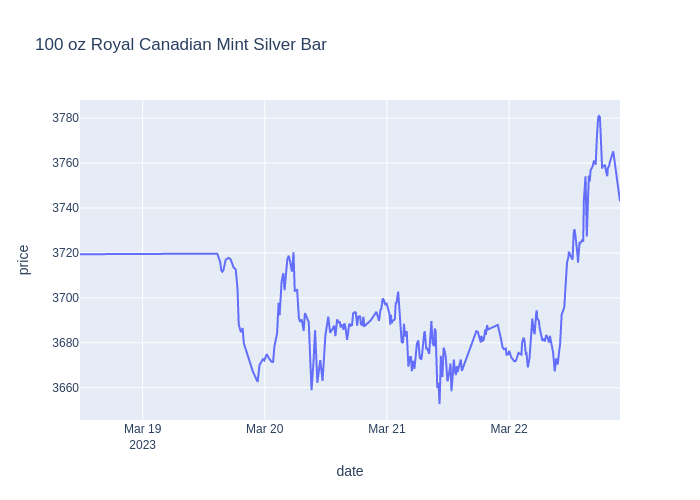 100 oz Royal Canadian Mint Silver Bar
3780
3760
3740
3720
3700
3680
3660
price
Mar 19
2023
Mar 20
Mar 21
Mar 22
date